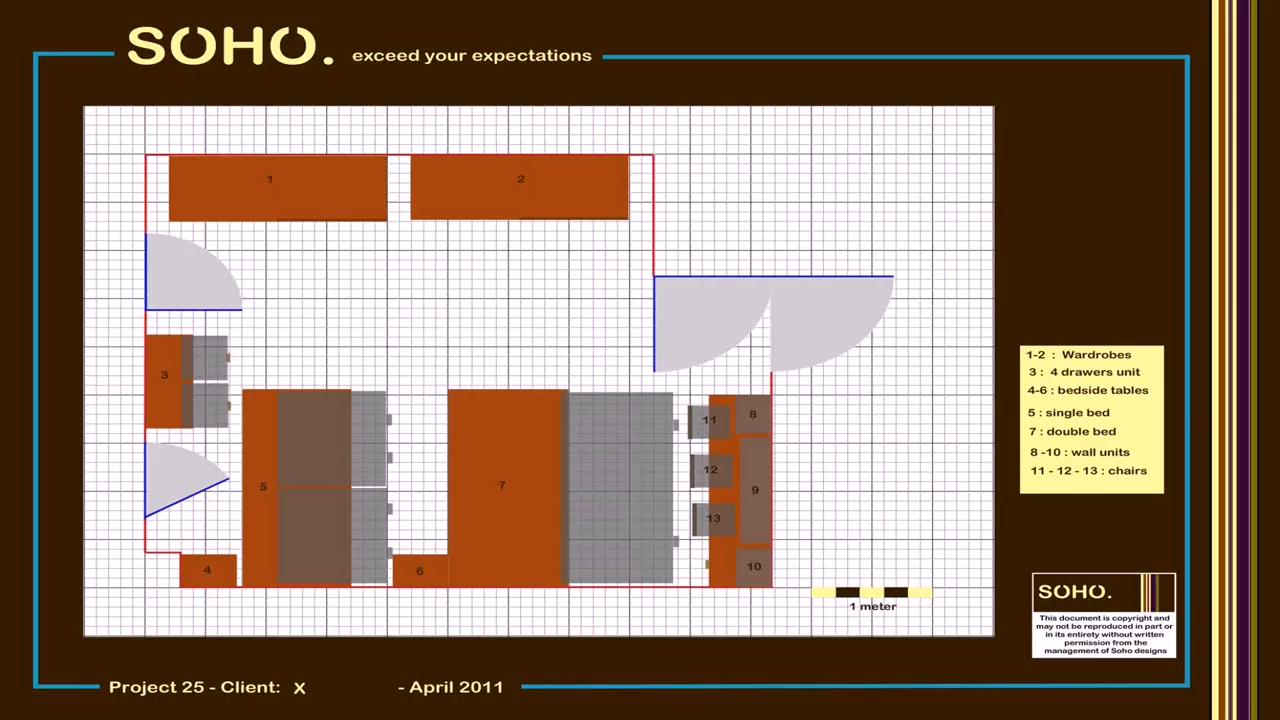 SOHO. exceed your expectations
1
2
3
4
5
6
7
8
9
10
11
12
13
1-2 : Wardrobes
3 : 4 drawers unit
4-6 : bedside tables
5 : single bed
7 : double bed
8 -10 : wall units
11 - 12 - 13 : chairs
1 meter
SOHO.
This document is copyright and
may not be reproduced in part or
in its entirety without written
permission from the
management of Soho designs
Project 25 - Client: X - April 2011